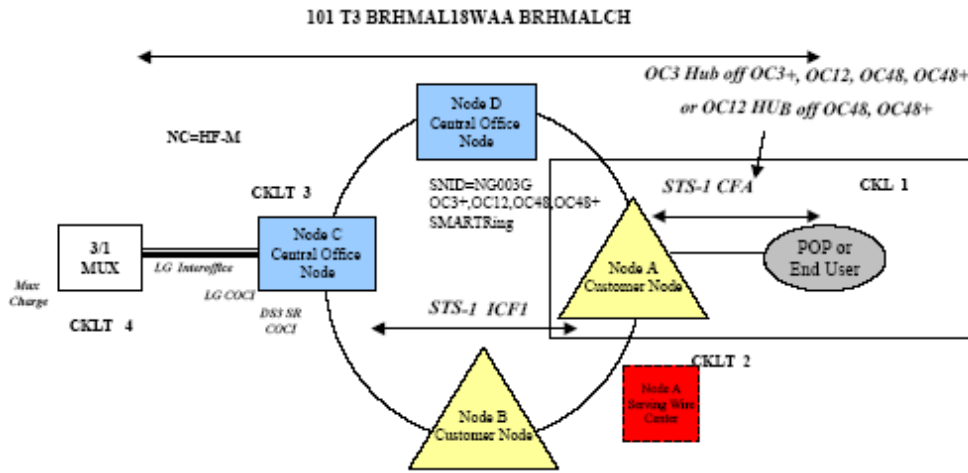 101 T3 BRHMAL18WAA BRHMALCH
OC3 Hub off OC3+, OC12, OC48, OC48+
or OC12 HUB off OC48, OC48+
Node D
Central Office
Node
NC=HF-M
SNID=NG003G
OC3+,OC12,OC48,OC48+
SMARTRing
STS-1 CFA
CKL 1
CKLT 3
3/1
MUX
Node C
Central Office
Node
LG Interoffice
Node A
Customer Node
POP or
End User
Mux
Charge
LG COCI
CKLT 4
DS3 SR
COCI
STS-1 ICF1
CKLT 2
Node A
Serving Wire
Center
Node B
Customer Node